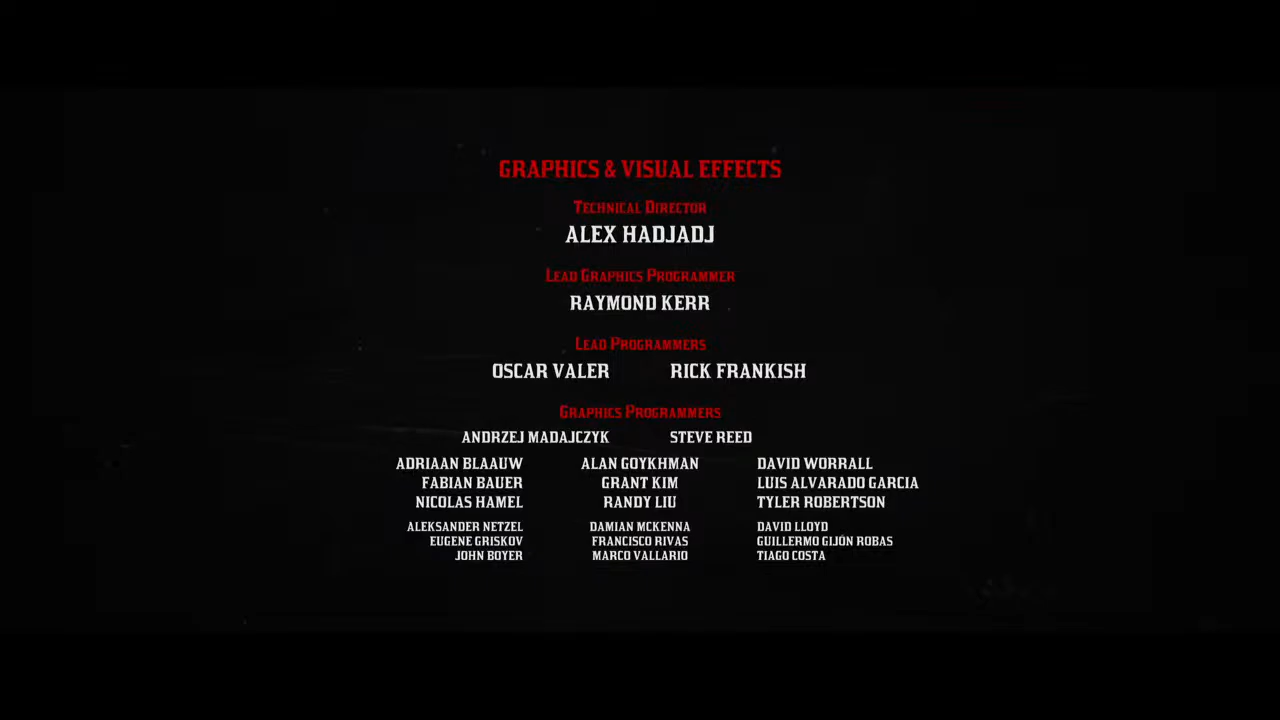 GRAPHICS & VISUAL EFFECTS
TECHNICAL DIRECTOR
ALEX HADJADJ
LEAD GRAPHICS PROGRAMMER
RAYMOND KERR
LEAD PROGRAMMERS
OSCAR VALER RICK FRANKISH
GRAPHICS PROGRAMMERS
ANDRZEJ MADAJCZYK STEVE REED
ADRIAAN BLAAUW ALAN GOYKHMAN DAVID WORRALL
FABIAN BAUER GRANT KIM LUIS ALVARADO GARCIA
NICOLAS HAMEL RANDY LIU TYLER ROBERTSON
ALEKSANDER NETZEL DAMIAN MCKENNA DAVID LLOYD
EUGENE GRISKOV FRANCISCO RIVAS GUILLERMO GIJÓN ROBAS
JOHN BOYER MARCO VALLARIO TIAGO COSTA